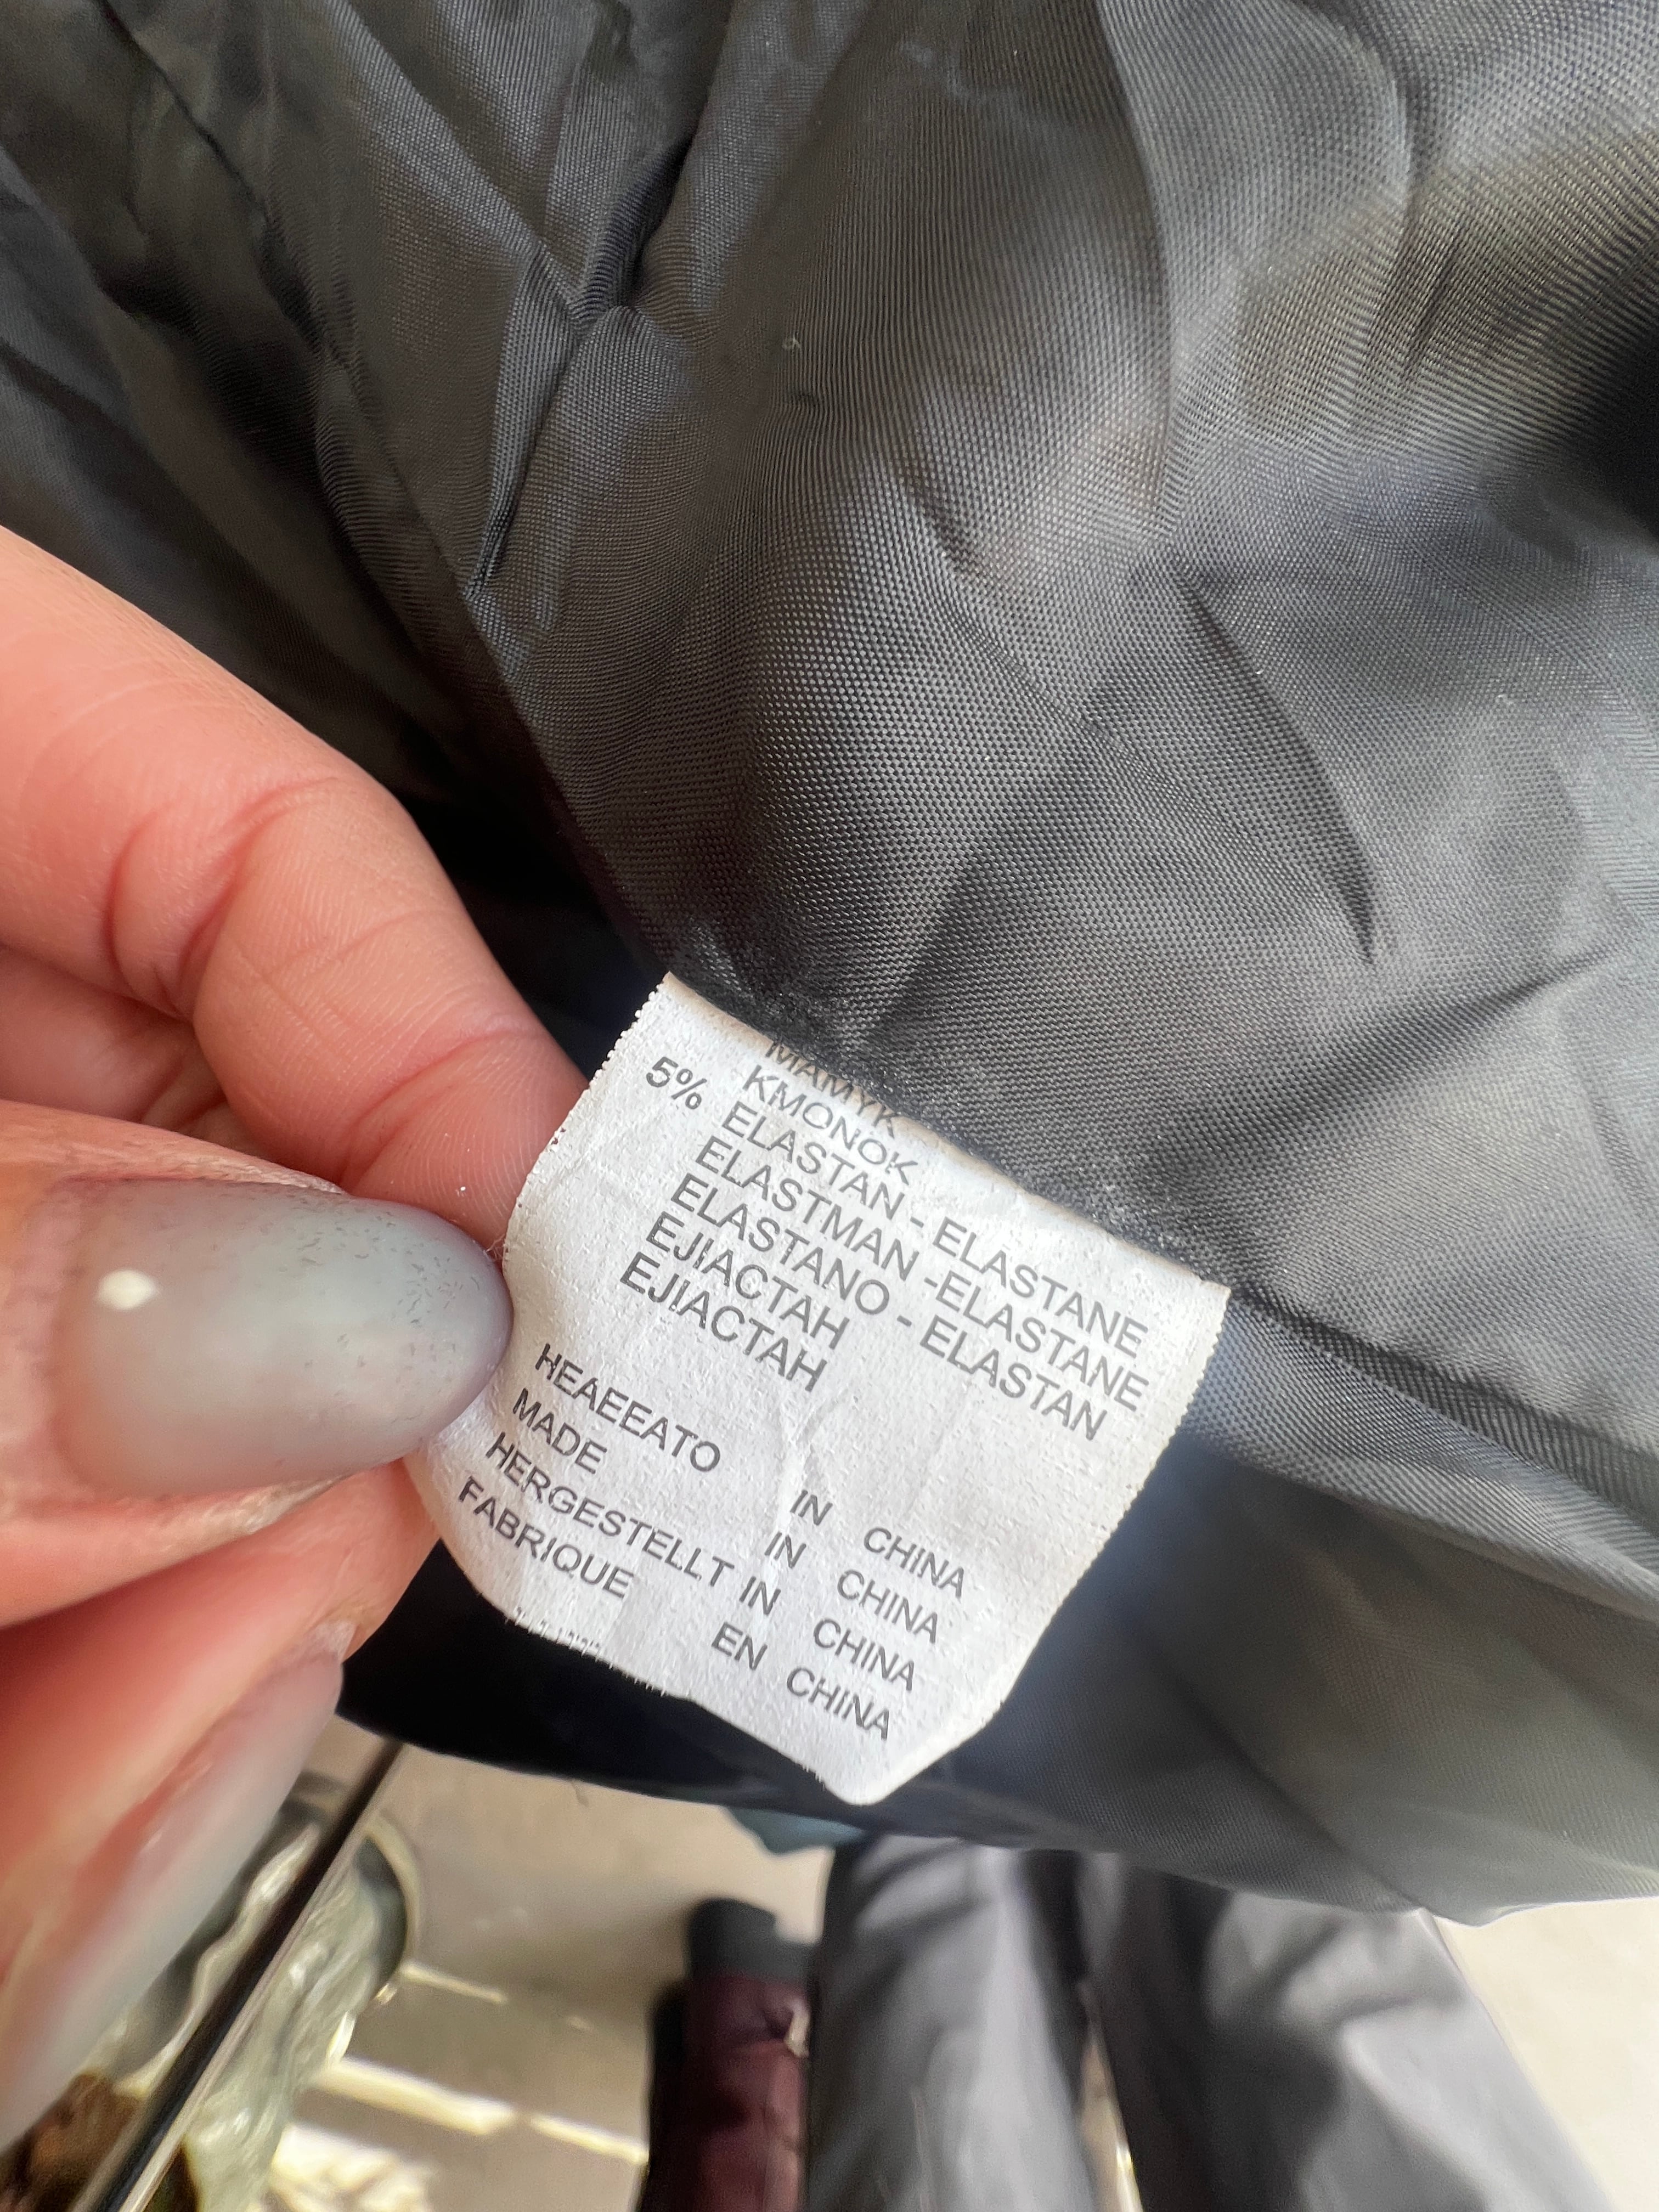 MAMYK
KMONOK
5% ELASTAN - ELASTANE
ELASTMAN -ELASTANE
ELASTANO - ELASTAN
EJIACTAH
EJIACTAH
HEAEEATO IN CHINA
MADE IN CHINA
HERGESTELLT IN CHINA
FABRIQUE EN CHINA